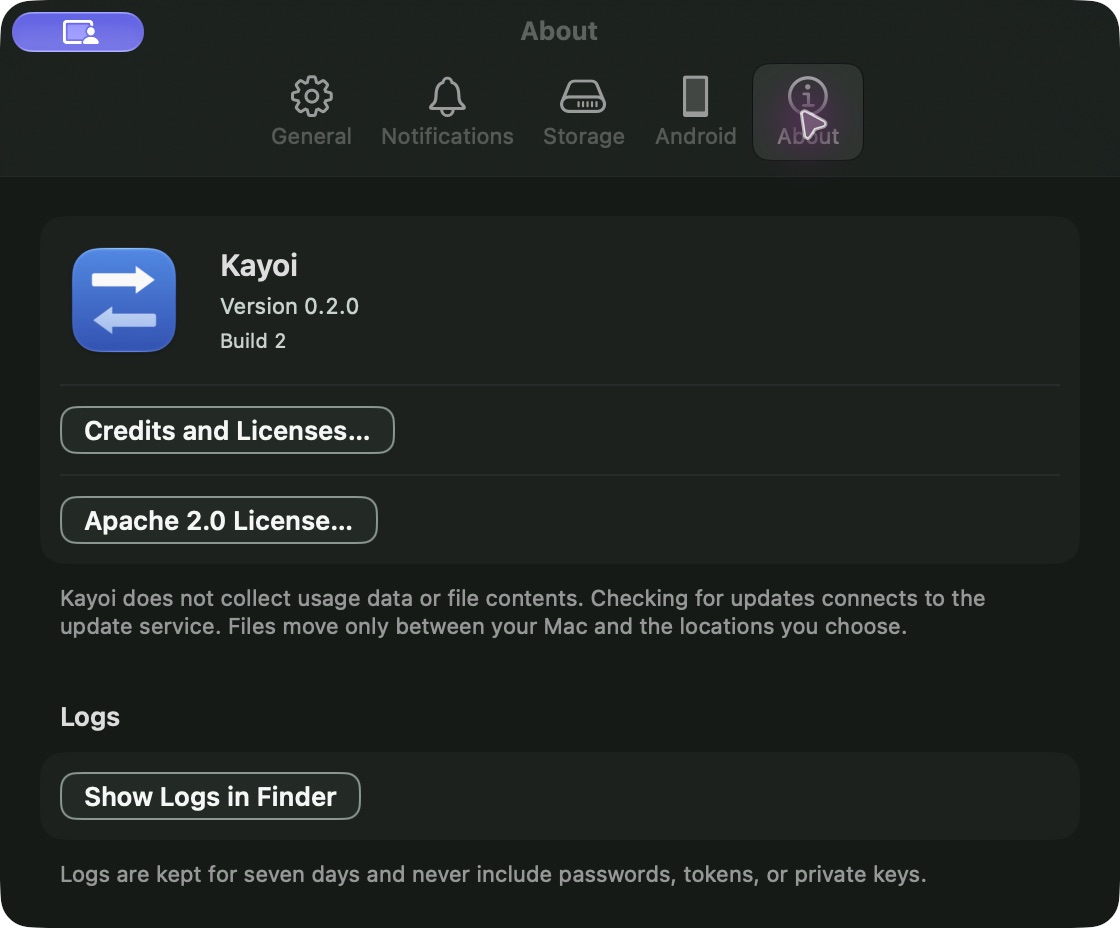 About
General
Notifications
Storage
Android
About
Kayoi
Version 0.2.0
Build 2
Credits and Licenses...
Apache 2.0 License...
Kayoi does not collect usage data or file contents. Checking for updates connects to the
update service. Files move only between your Mac and the locations you choose.
Logs
Show Logs in Finder
Logs are kept for seven days and never include passwords, tokens, or private keys.